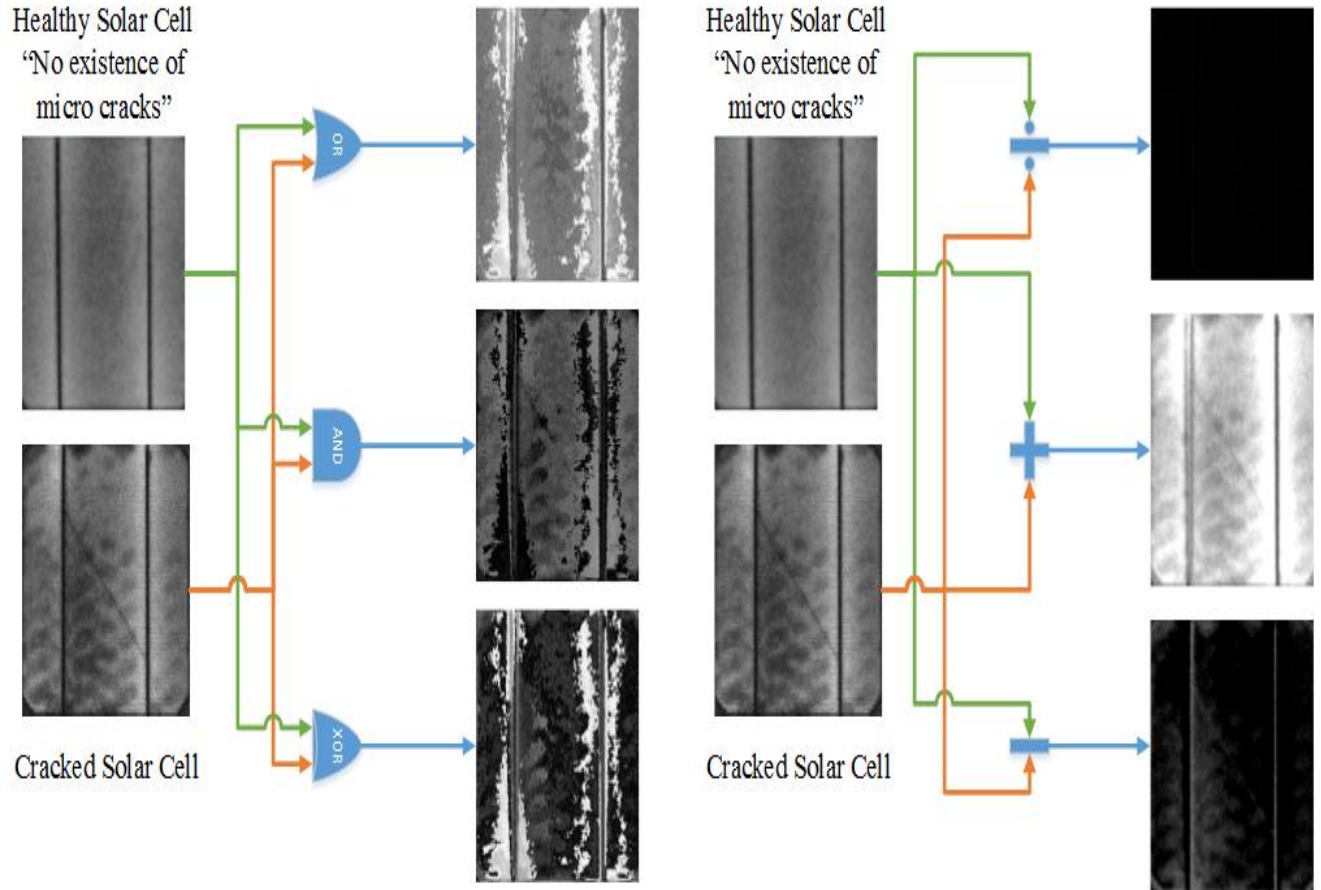 Healthy Solar Cell
“No existence of
micro cracks”
OR
AND
XOR
Cracked Solar Cell
Healthy Solar Cell
“No existence of
micro cracks”
Cracked Solar Cell